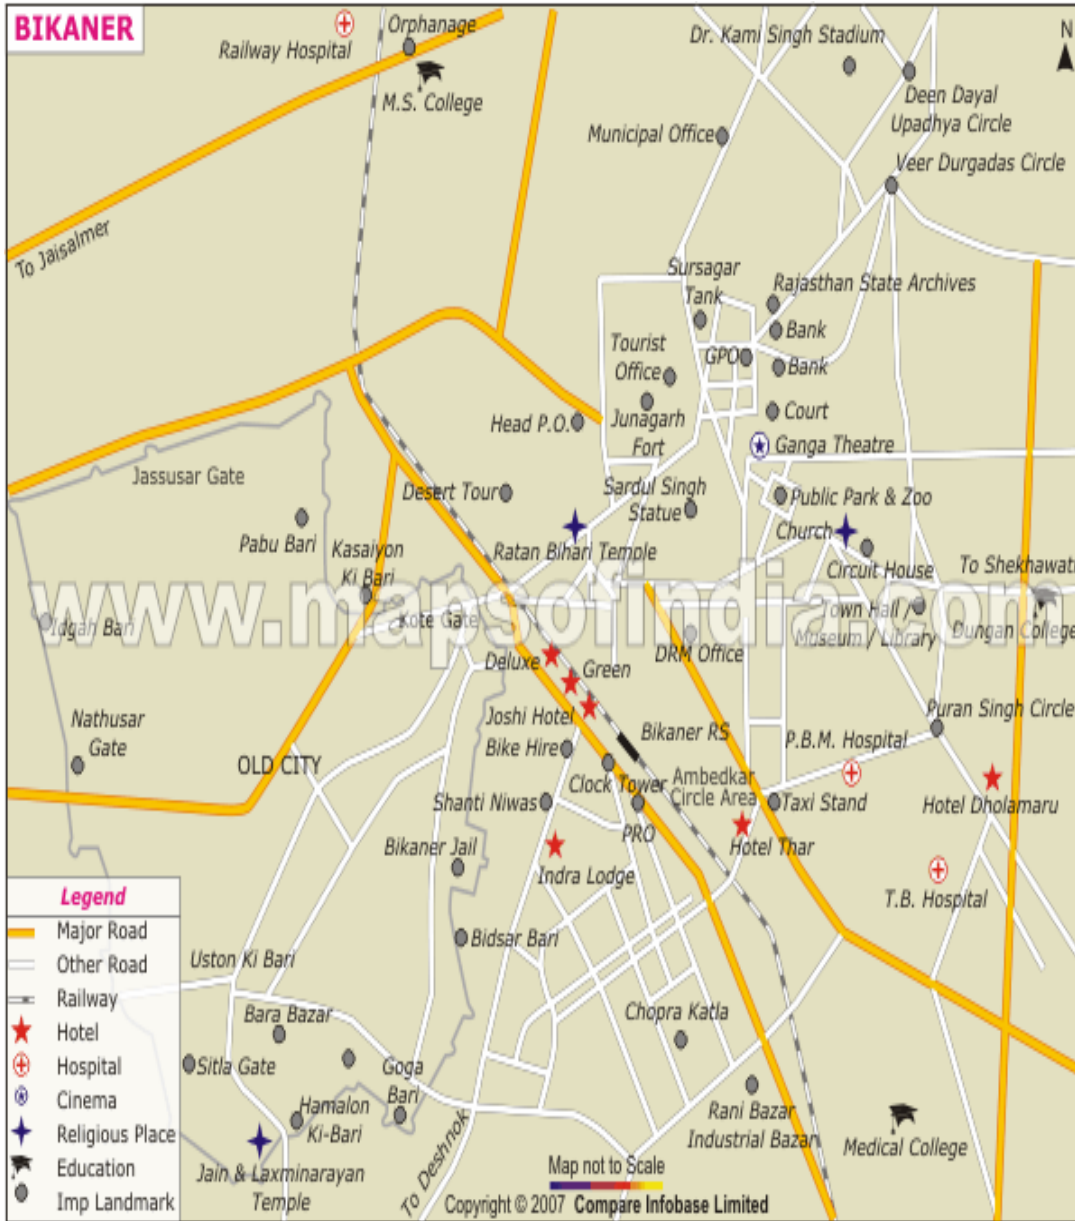 BIKANER
Orphanage
Railway Hospital
M.S. College
Dr. Kami Singh Stadium
N
Deen Dayal
Upadhya Circle
Municipal Office
Veer Durgadas Circle
To Jaisalmer
Sursagar
Tank
Rajasthan State Archives
Bank
Tourist
Office
GPO
Bank
Junagarh
Fort
Court
Head P.O.
Ganga Theatre
Jassusar Gate
Desert Tour
Sardul Singh
Statue
Public Park & Zoo
Pabu Bari
Kasaiyon
Ki Bari
Ratan Bihari Temple
Church
Circuit House
To Shekhawati
www.mapsofindia.com
Idgah Bari
Kote Gate
Town Hall /
Museum / Library
Dungan College
Deluxe
Green
DRM Office
Nathusar
Gate
Joshi Hotel
Bikaner RS
Puran Singh Circle
OLD CITY
Bike Hire
P.B.M. Hospital
Clock Tower
Ambedkar
Circle Area
Shanti Niwas
PRO
Taxi Stand
Hotel Dholamaru
Bikaner Jail
Hotel Thar
Indra Lodge
T.B. Hospital
Bidsar Bari
Uston Ki Bari
Bara Bazar
Chopra Katla
Sitla Gate
Goga
Bari
Hamalon
Ki-Bari
Rani Bazar
Industrial Bazar
Medical College
Jain & Laxminarayan
Temple
To Deshnok
Legend
Major Road
Other Road
Railway
Hotel
Hospital
Cinema
Religious Place
Education
Imp Landmark
Map not to Scale
Copyright © 2007 Compare Infobase Limited